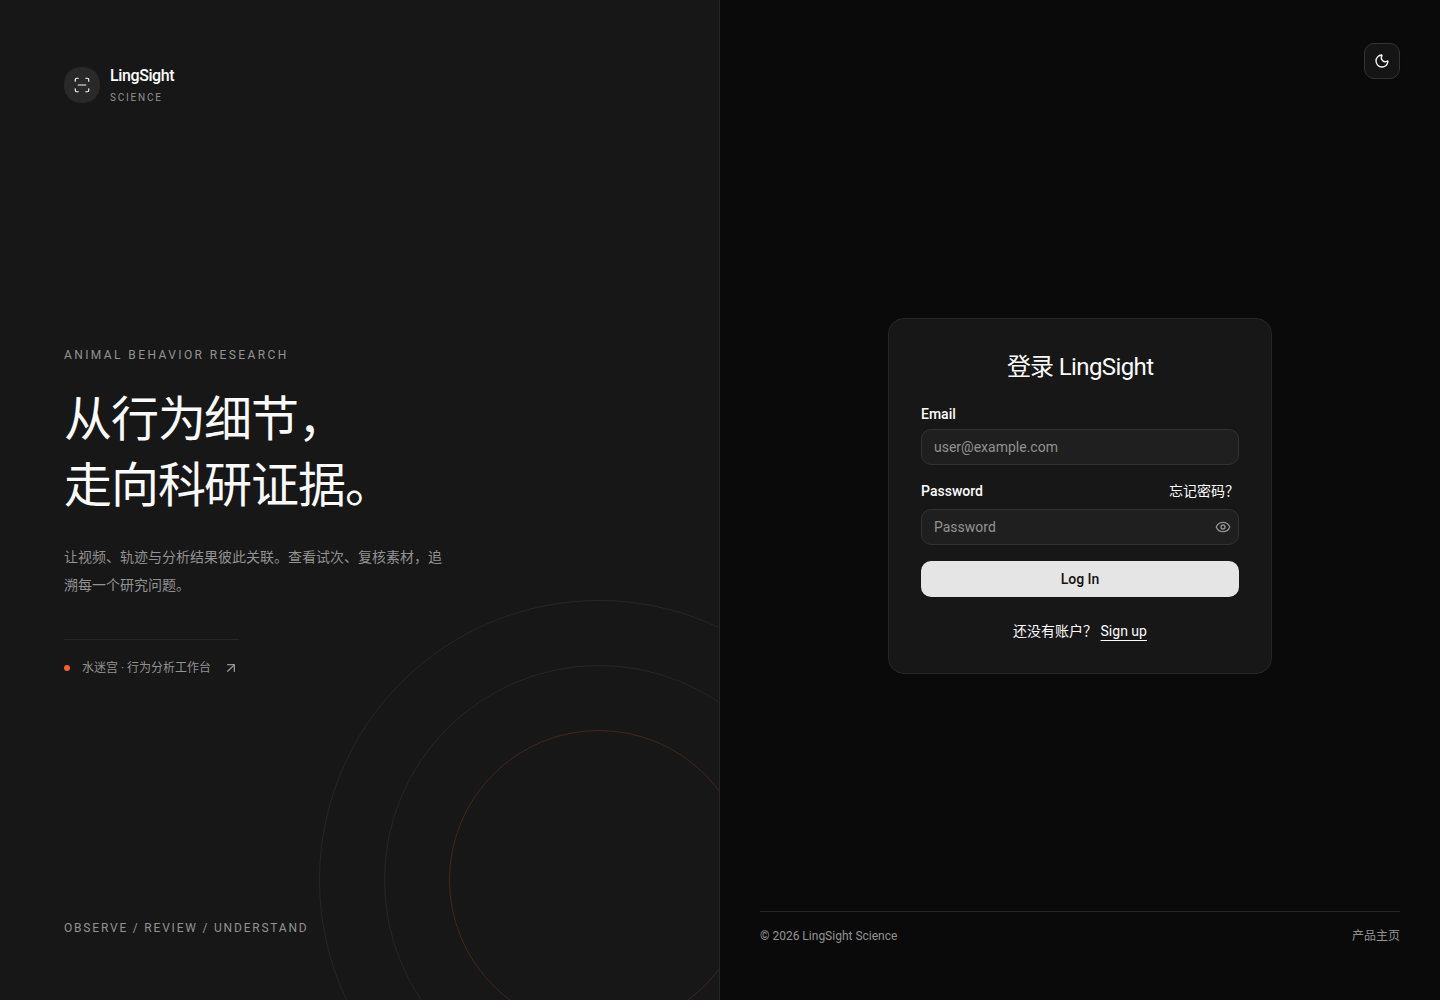 LingSight
SCIENCE
ANIMAL BEHAVIOR RESEARCH
从行为细节，
走向科研证据。
让视频、轨迹与分析结果彼此关联。查看试次、复核素材，追
溯每一个研究问题。
水迷宫 · 行为分析工作台
OBSERVE / REVIEW / UNDERSTAND
登录 LingSight
Email
user@example.com
Password 忘记密码？
Password
Log In
还没有账户？ Sign up
© 2026 LingSight Science
产品主页